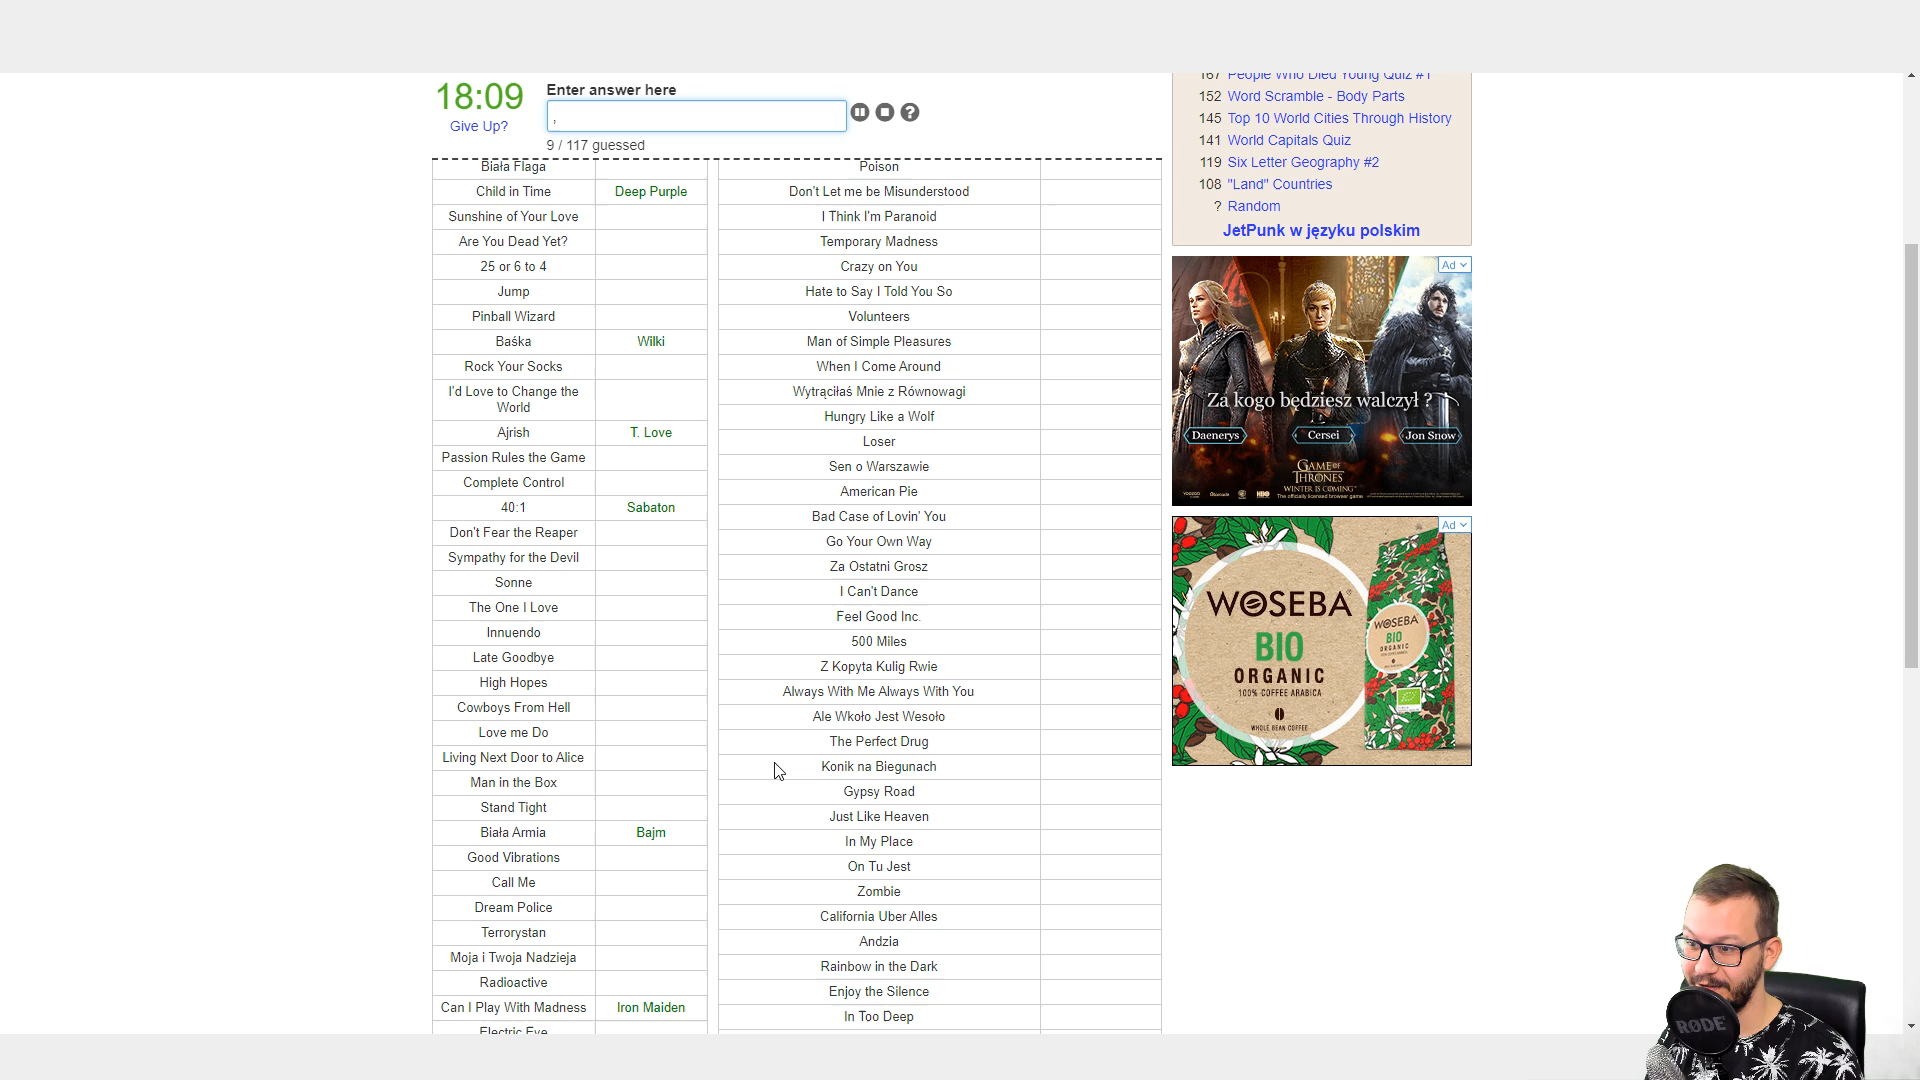 18:09
Give Up?
Enter answer here
,
9 / 117 guessed
Biała Flaga
Child in Time Deep Purple
Sunshine of Your Love
Are You Dead Yet?
25 or 6 to 4
Jump
Pinball Wizard
Baśka Wilki
Rock Your Socks
I'd Love to Change the
World
Ajrish T. Love
Passion Rules the Game
Complete Control
40:1 Sabaton
Don't Fear the Reaper
Sympathy for the Devil
Sonne
The One I Love
Innuendo
Late Goodbye
High Hopes
Cowboys From Hell
Love me Do
Living Next Door to Alice
Man in the Box
Stand Tight
Biała Armia Bajm
Good Vibrations
Call Me
Dream Police
Terrorystan
Moja i Twoja Nadzieja
Radioactive
Can I Play With Madness Iron Maiden
Electric Eye
Poison
Don't Let me be Misunderstood
I Think I'm Paranoid
Temporary Madness
Crazy on You
Hate to Say I Told You So
Volunteers
Man of Simple Pleasures
When I Come Around
Wytrąciłaś Mnie z Równowagi
Hungry Like a Wolf
Loser
Sen o Warszawie
American Pie
Bad Case of Lovin' You
Go Your Own Way
Za Ostatni Grosz
I Can't Dance
Feel Good Inc.
500 Miles
Z Kopyta Kulig Rwie
Always With Me Always With You
Ale Wkoło Jest Wesoło
The Perfect Drug
Konik na Biegunach
Gypsy Road
Just Like Heaven
In My Place
On Tu Jest
Zombie
California Uber Alles
Andzia
Rainbow in the Dark
Enjoy the Silence
In Too Deep
167 People Who Died Young Quiz #1
152 Word Scramble - Body Parts
145 Top 10 World Cities Through History
141 World Capitals Quiz
119 Six Letter Geography #2
108 "Land" Countries
? Random
JetPunk w języku polskim
Ad
Za kogo będziesz walczył ?
Daenerys Cersei Jon Snow
GAME OF
THRONES
WINTER IS COMING
Ad
WOSEBA
BIO
ORGANIC
100% COFFEE ARABICA
WHOLE BEAN COFFEE
WOSEBA
BIO
ORGANIC
RØDE